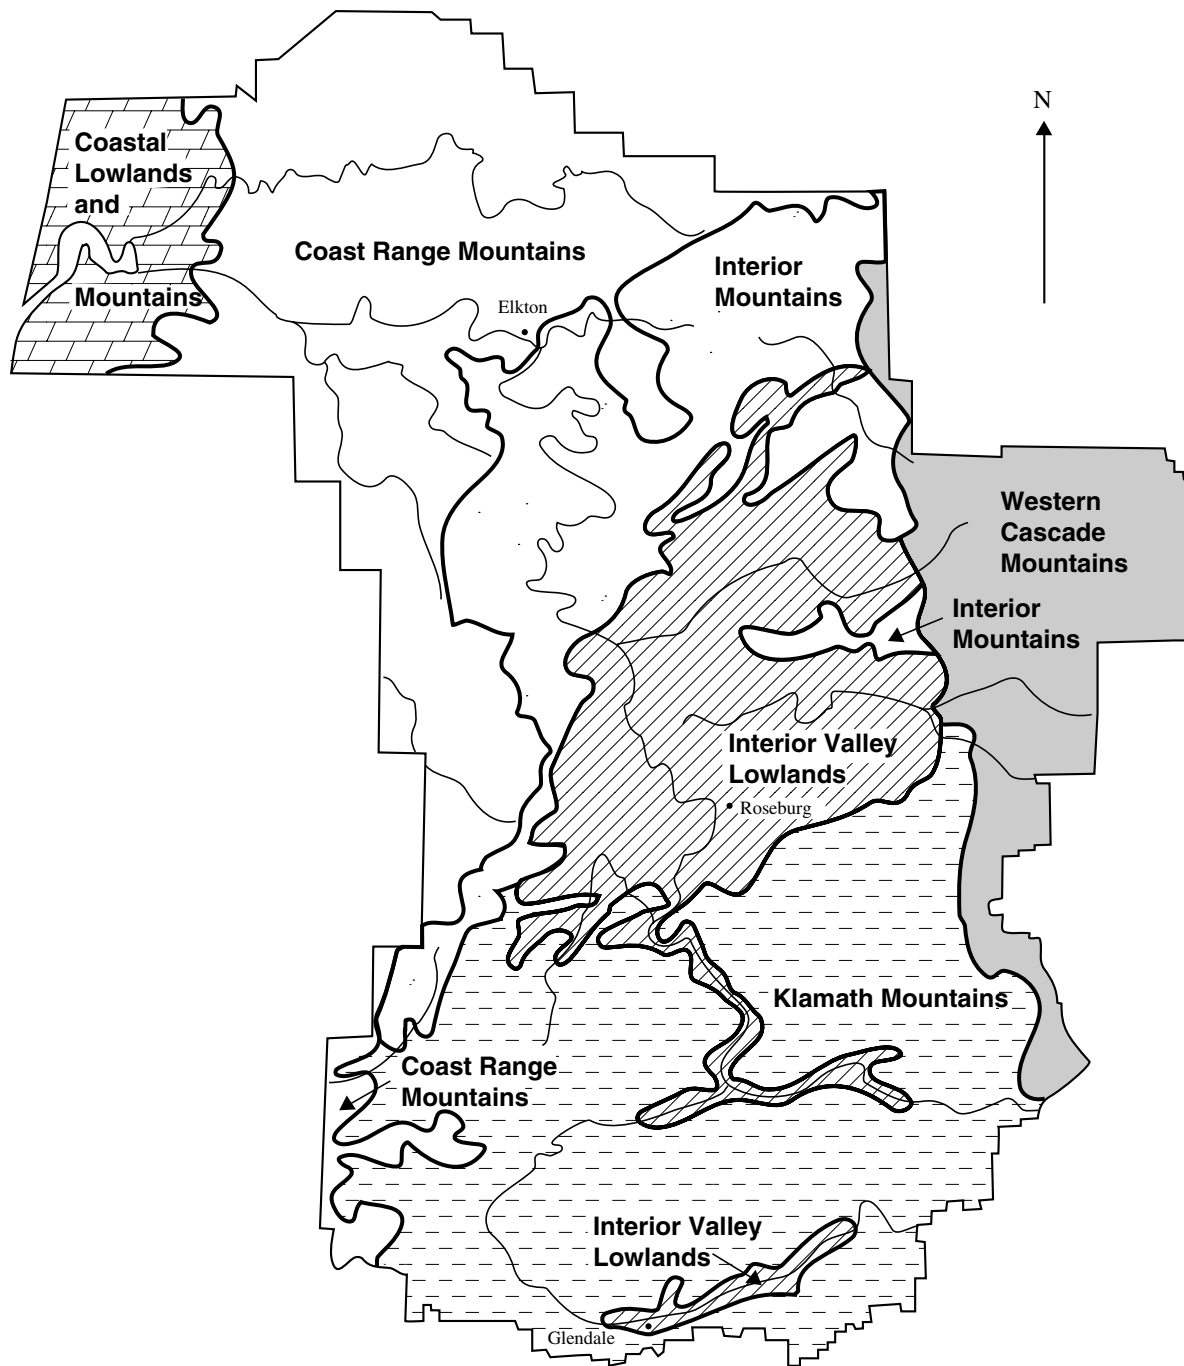 N
Coastal
Lowlands
and
Mountains
Coast Range Mountains
Interior
Mountains
Elkton
Western
Cascade
Mountains
Interior
Mountains
Interior Valley
Lowlands
Roseburg
Klamath Mountains
Coast Range
Mountains
Interior Valley
Lowlands
Glendale